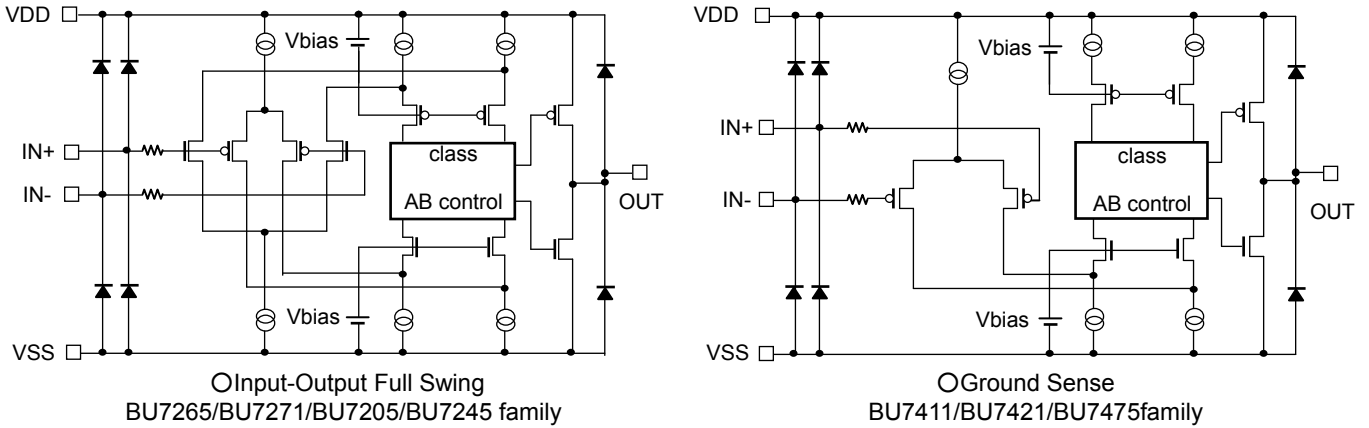 VDD
Vbias
IN+
IN-
class
AB control
OUT
Vbias
VSS
○Input-Output Full Swing
BU7265/BU7271/BU7205/BU7245 family
VDD
Vbias
IN+
IN-
class
AB control
OUT
Vbias
VSS
○Ground Sense
BU7411/BU7421/BU7475family